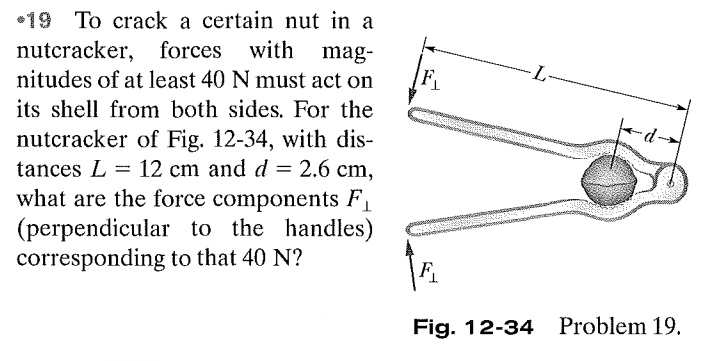 •19 To crack a certain nut in a
nutcracker, forces with mag-
nitudes of at least 40 N must act on
its shell from both sides. For the
nutcracker of Fig. 12-34, with dis-
tances L = 12 cm and d = 2.6 cm,
what are the force components F⊥
(perpendicular to the handles)
corresponding to that 40 N?
F⊥
L
d
F⊥
Fig. 12-34 Problem 19.